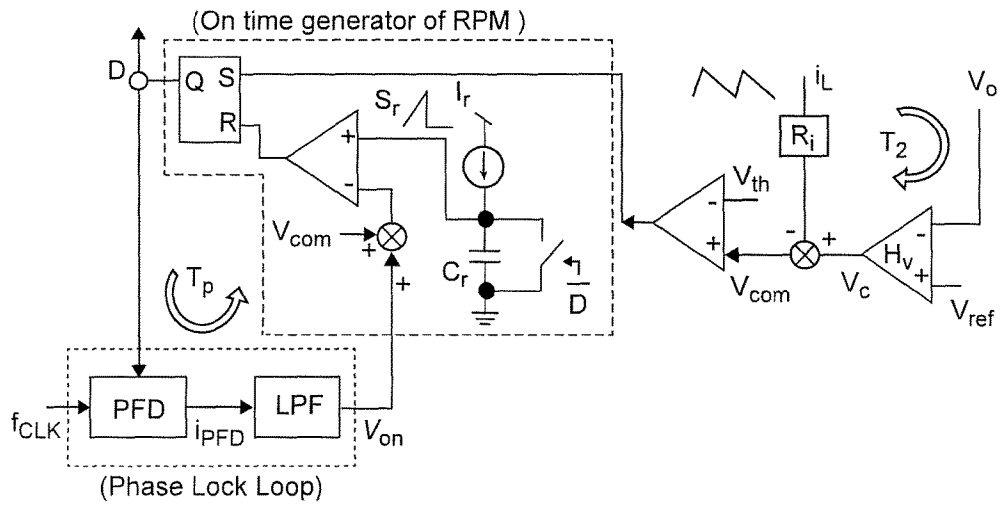 (On time generator of RPM )
D
Q S
R
S_r
I_r
+
-
V_com
+
+
C_r
D̅
T_p
f_CLK
PFD
i_PFD
LPF
V_on
(Phase Lock Loop)
i_L
R_i
V_o
T_2
V_th
-
+
-
+
V_com
V_c
H_v
-
+
V_ref